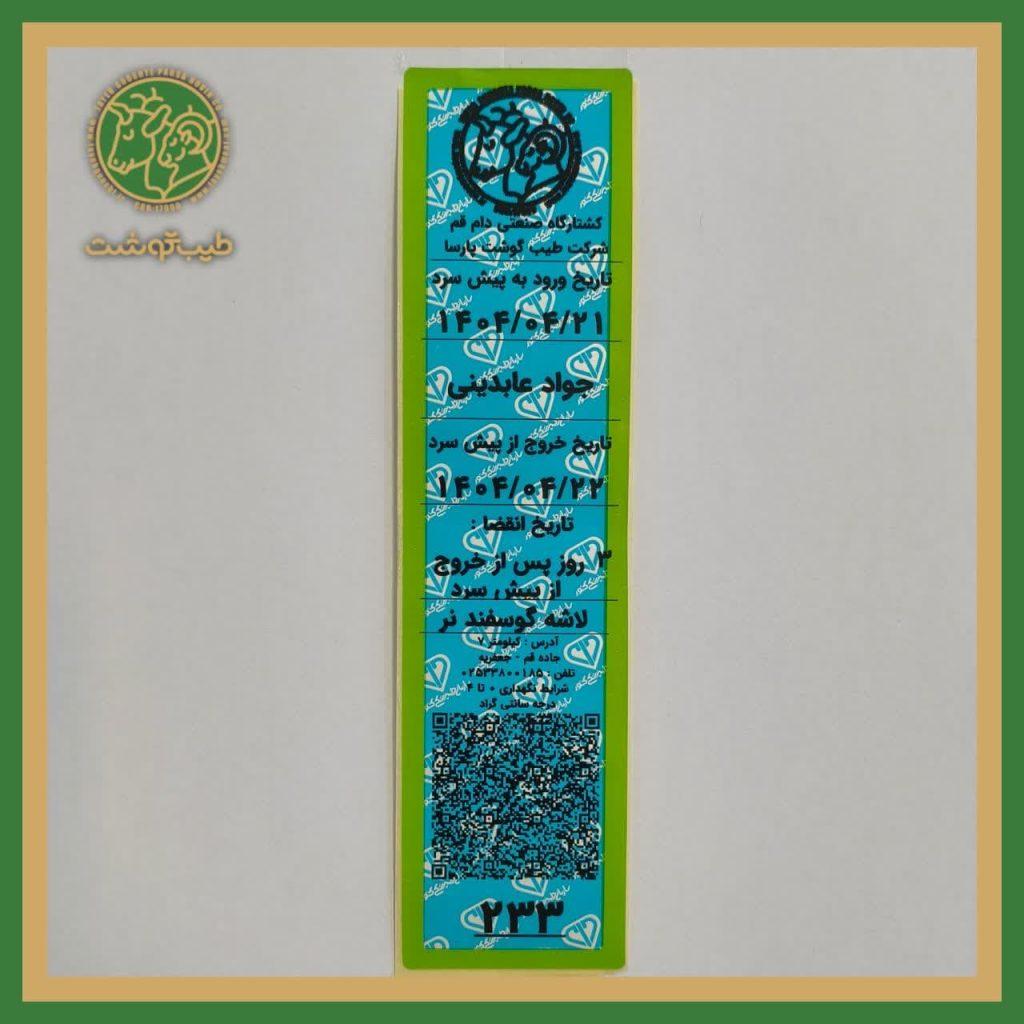 طیب گوشت
کشتارگاه صنعتی دام قم
شرکت طیب گوشت پارسا
تاریخ ورود به پیش سرد
۱۴۰۴/۰۴/۲۱
جواد عابدینی
تاریخ خروج از پیش سرد
۱۴۰۴/۰۴/۲۲
تاریخ انقضا :
۳ روز پس از خروج
از پیش سرد
لاشه گوسفند نر
آدرس : کیلومتر ۷
جاده قم - جعفریه
تلفن : ۰۲۵۳۳۸۰۰۱۸۵
شرایط نگهداری ۰ تا ۴
درجه سانتی گراد
۲۳۳